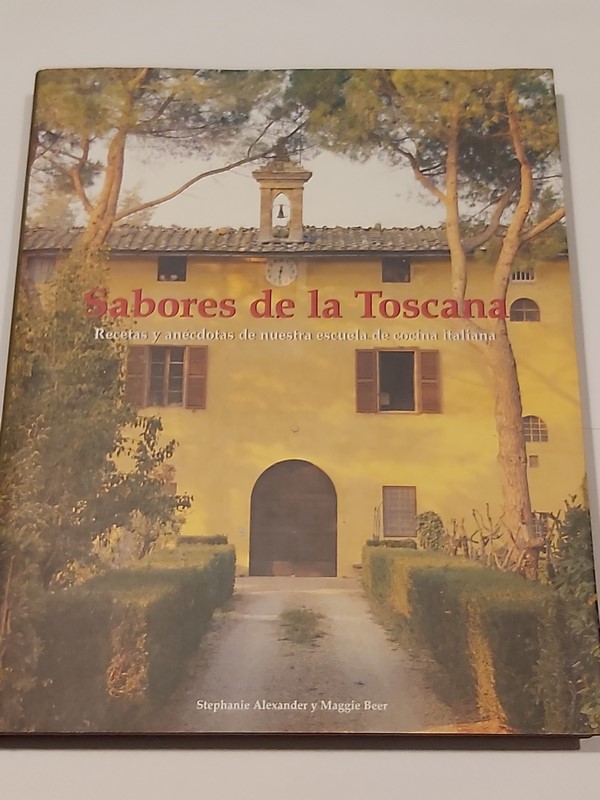 Sabores de la Toscana
Recetas y anécdotas de nuestra escuela de cocina italiana
Stephanie Alexander y Maggie Beer